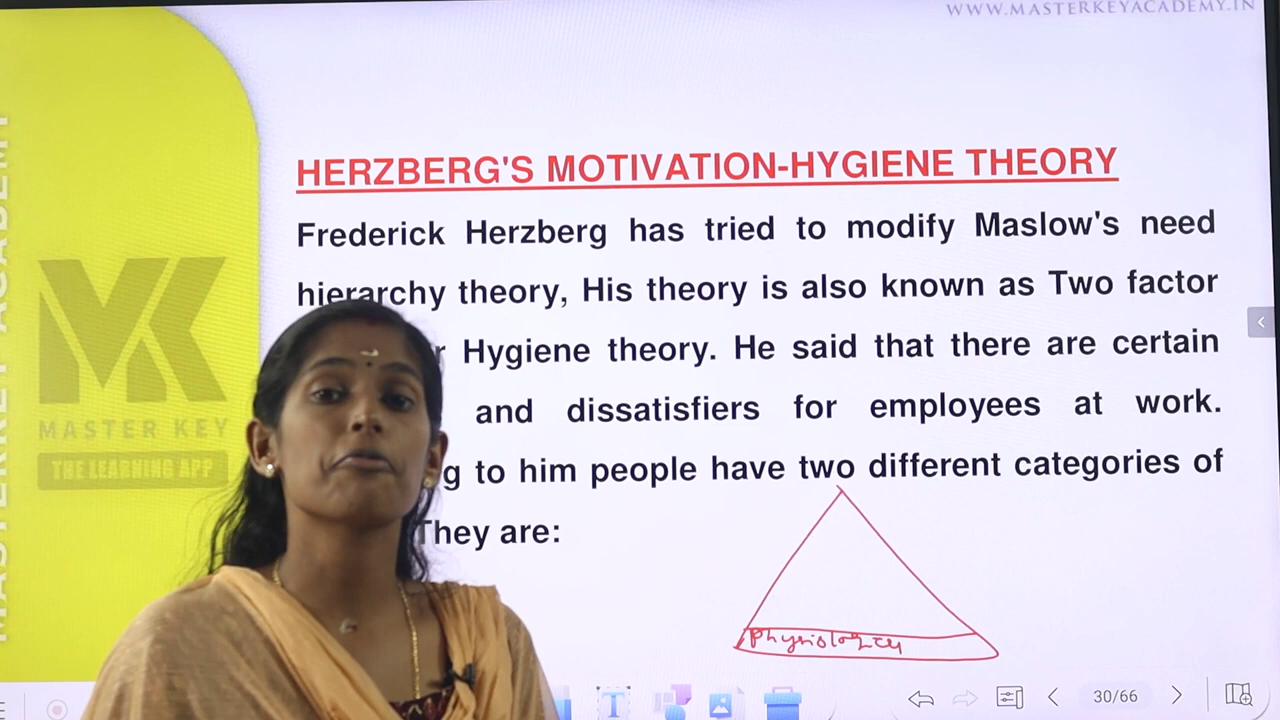 WWW.MASTERKEYACADEMY.IN
HERZBERG'S MOTIVATION-HYGIENE THEORY
Frederick Herzberg has tried to modify Maslow's need
hierarchy theory, His theory is also known as Two factor
Hygiene theory. He said that there are certain
and dissatisfiers for employees at work.
g to him people have two different categories of
They are:
MASTER KEY
THE LEARNING APP
T
30/66